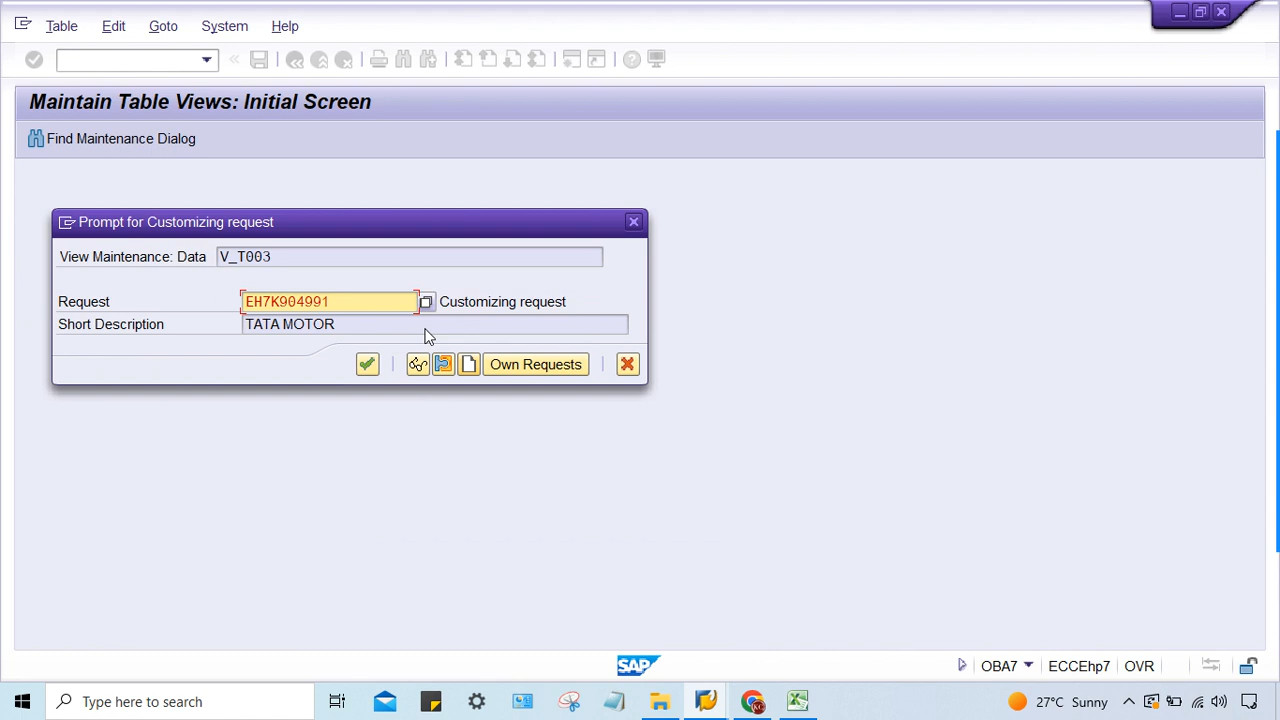 Table Edit Goto System Help
Maintain Table Views: Initial Screen
Find Maintenance Dialog
Prompt for Customizing request
View Maintenance: Data V_T003
Request EH7K904991 Customizing request
Short Description TATA MOTOR
Own Requests
SAP OBA7 ECCEhp7 OVR
Type here to search 27°C Sunny